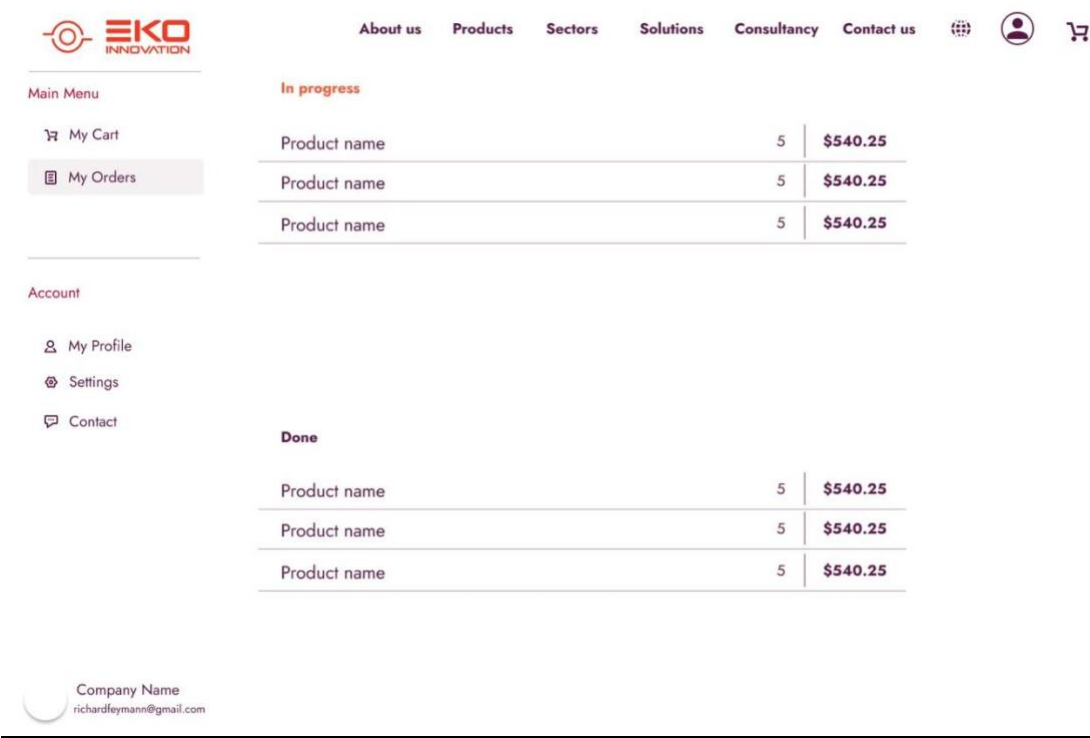 EKO
INNOVATION
About us Products Sectors Solutions Consultancy Contact us
Main Menu
My Cart
My Orders
Account
My Profile
Settings
Contact
In progress
Product name 5 $540.25
Product name 5 $540.25
Product name 5 $540.25
Done
Product name 5 $540.25
Product name 5 $540.25
Product name 5 $540.25
Company Name
richardfeymann@gmail.com